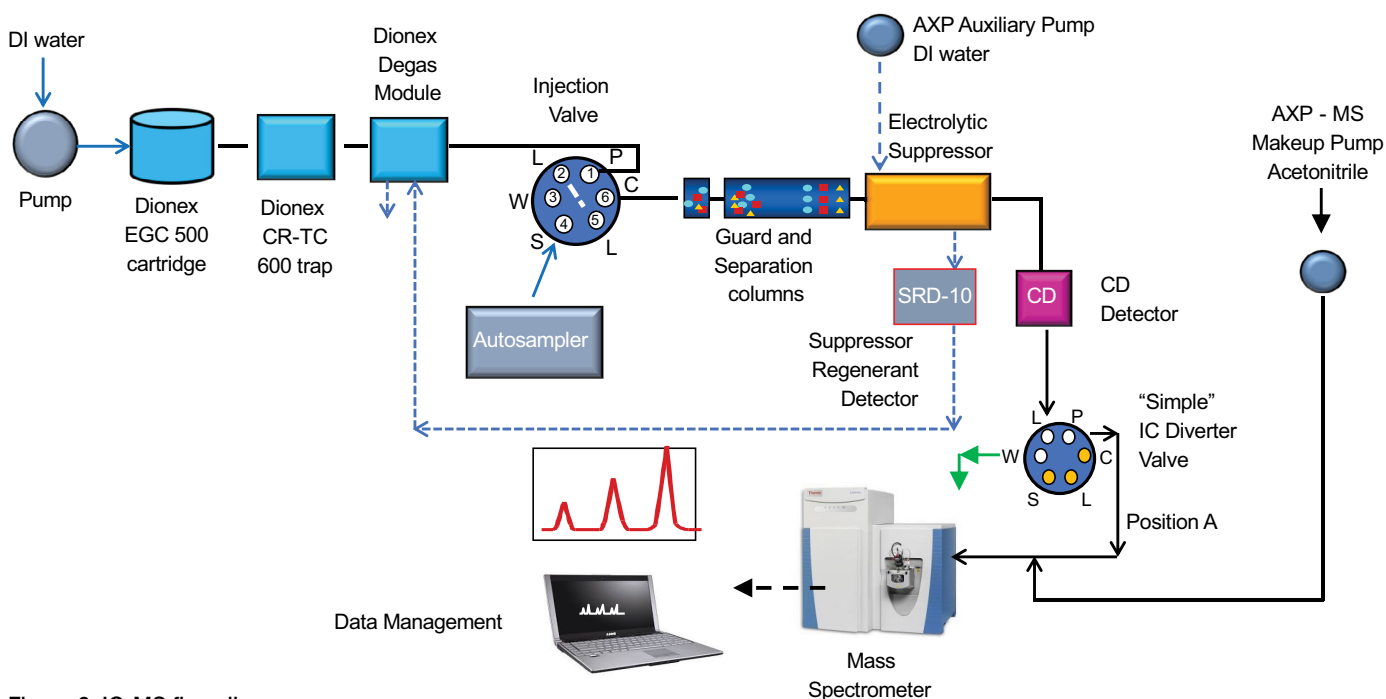 DI water
Pump
Dionex
EGC 500
cartridge
Dionex
CR-TC
600 trap
Dionex
Degas
Module
Injection
Valve
L
P
C
W
S
L
1
2
3
4
5
6
Autosampler
Guard and
Separation
columns
AXP Auxiliary Pump
DI water
Electrolytic
Suppressor
SRD-10
Suppressor
Regenerant
Detector
CD
CD
Detector
AXP - MS
Makeup Pump
Acetonitrile
“Simple”
IC Diverter
Valve
L
P
W
C
S
L
Position A
Mass
Spectrometer
Data Management